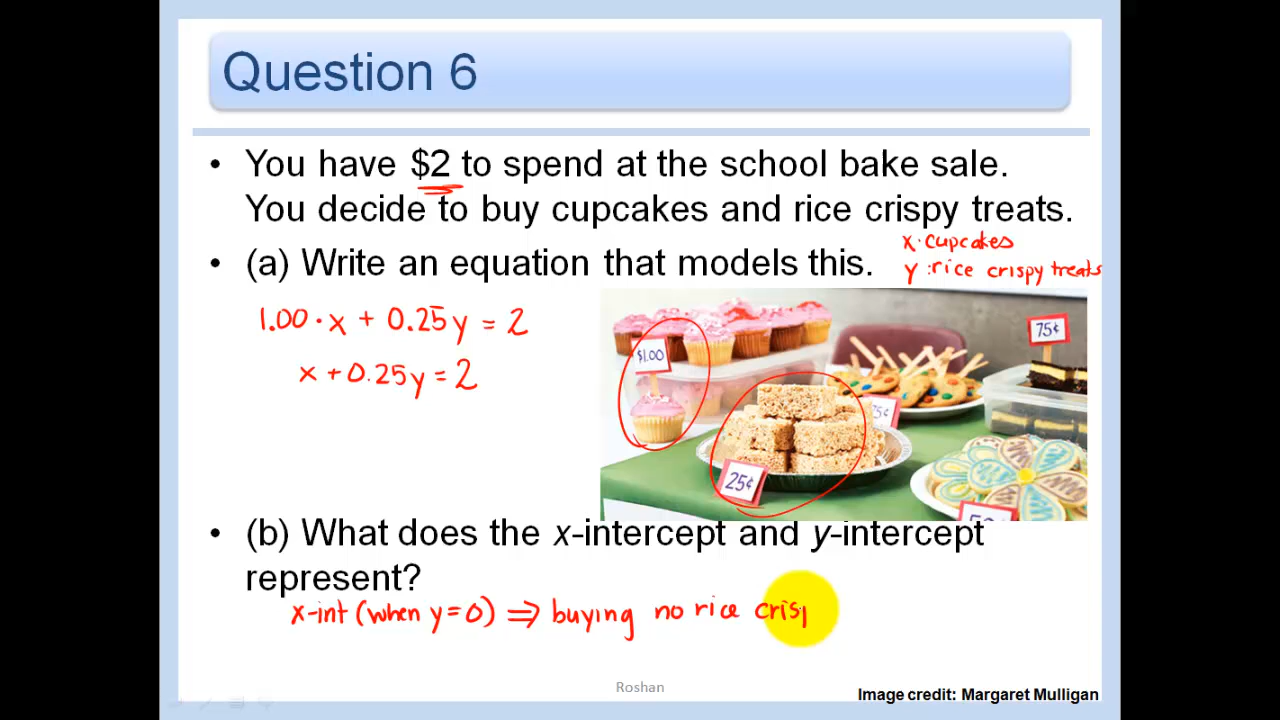 Question 6
• You have $2 to spend at the school bake sale.
You decide to buy cupcakes and rice crispy treats.
x: cupcakes
• (a) Write an equation that models this.
y: rice crispy treats
1.00 · x + 0.25y = 2
x + 0.25y = 2
$1.00
75¢
75¢
25¢
• (b) What does the x-intercept and y-intercept
represent?
x-int (when y=0) ⇒ buying no rice crisp
Roshan
Image credit: Margaret Mulligan